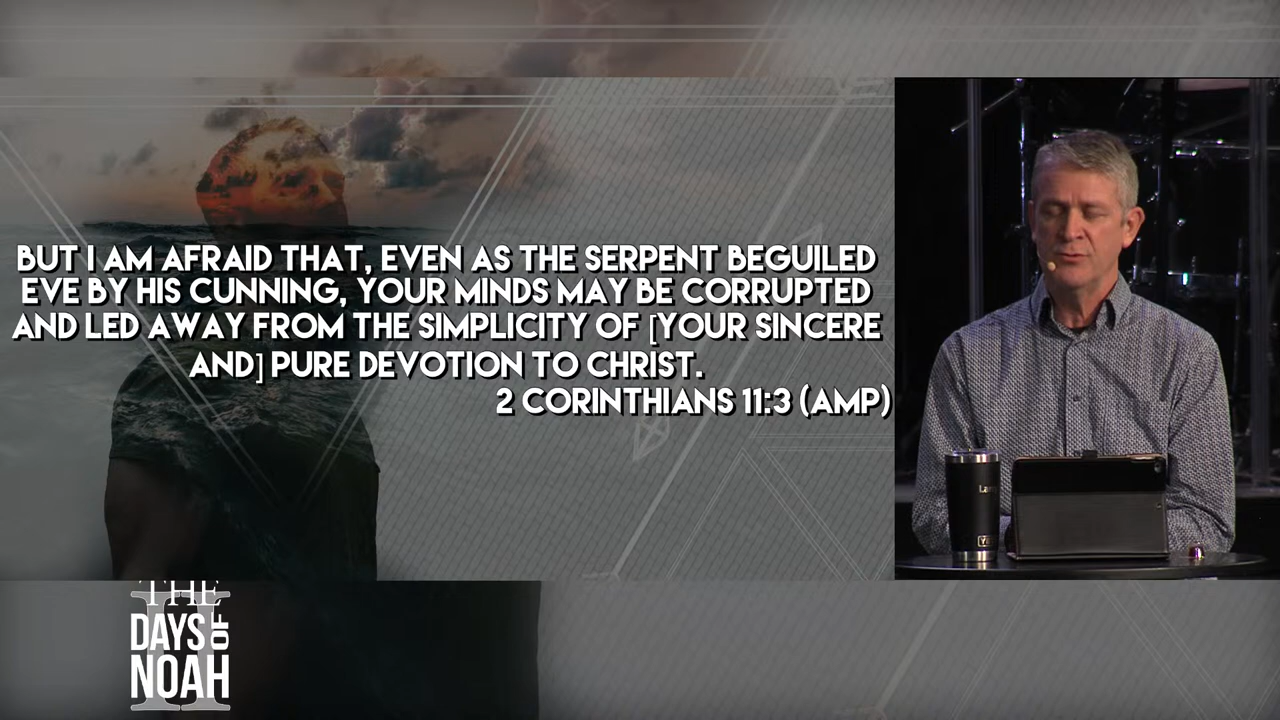 BUT I AM AFRAID THAT, EVEN AS THE SERPENT BEGUILED
EVE BY HIS CUNNING, YOUR MINDS MAY BE CORRUPTED
AND LED AWAY FROM THE SIMPLICITY OF [YOUR SINCERE
AND] PURE DEVOTION TO CHRIST.
2 CORINTHIANS 11:3 (AMP)
THE
DAYS OF
NOAH
II